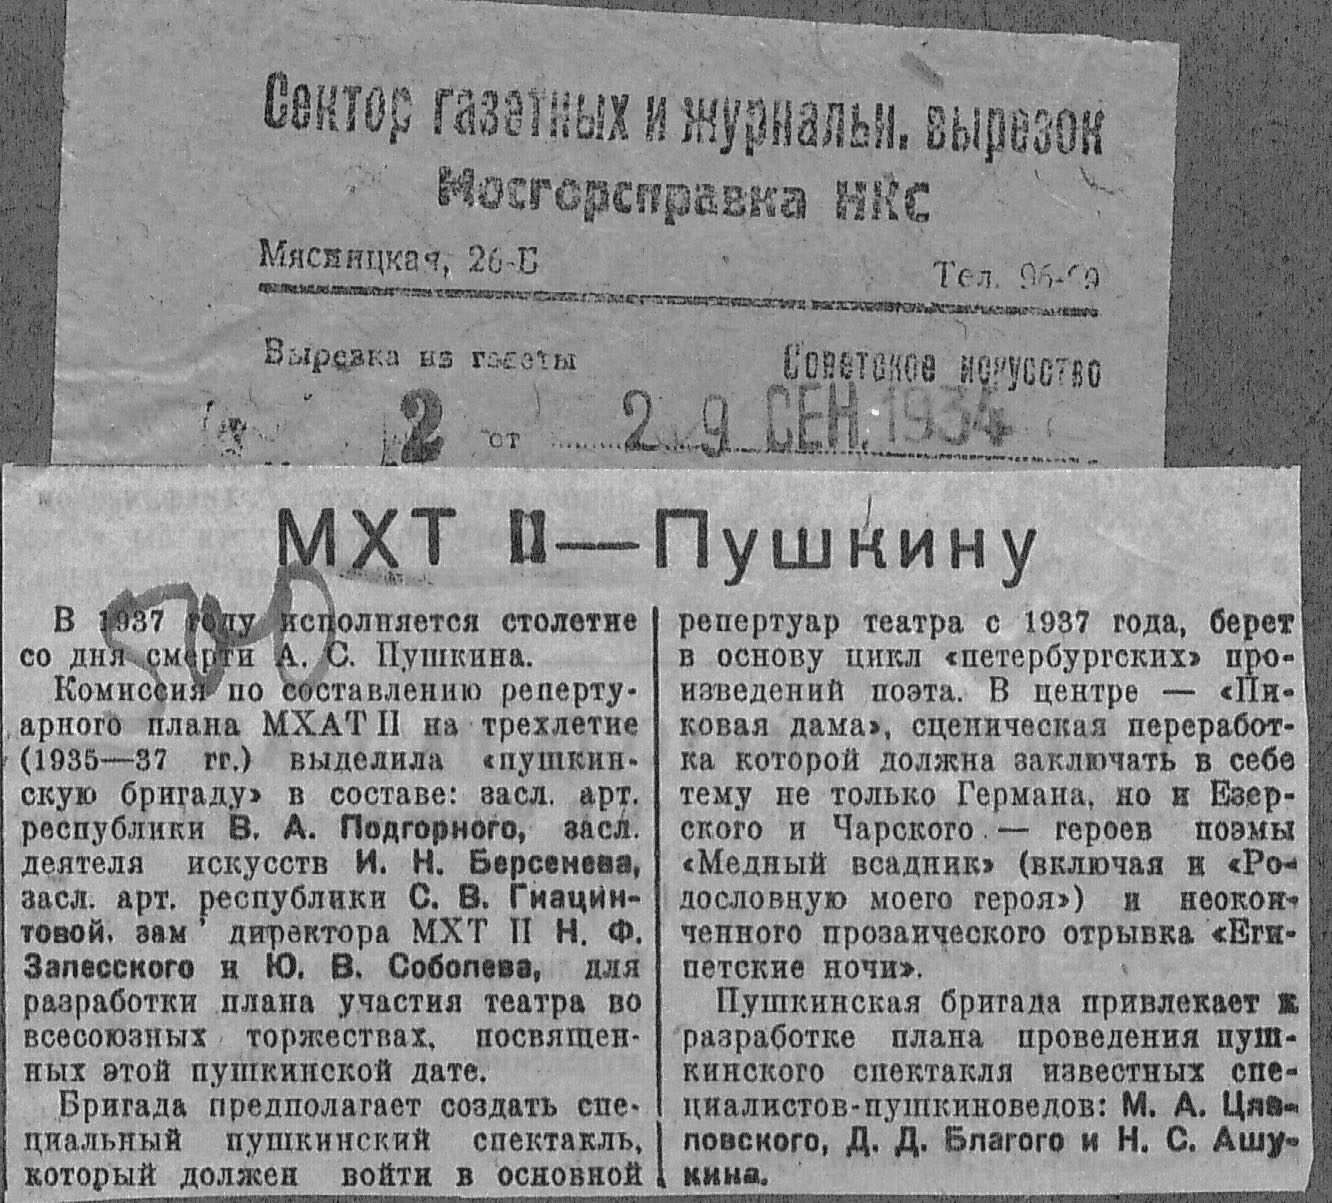 Сектор газетных и журнальн. вырезок
Мосгорсправка НКС
Мясницкая, 26-Б Тел. 96-69
Вырезка из газеты Советское искусство
2 от 29 СЕН. 1934
МХТ II—Пушкину
В 1937 году исполняется столетие
со дня смерти А. С. Пушкина.
Комиссия по составлению реперту-
арного плана МХАТ II на трехлетие
(1935—37 гг.) выделила «пушкин-
скую бригаду» в составе: засл. арт.
республики В. А. Подгорного, засл.
деятеля искусств И. Н. Берсенева,
засл. арт. республики С. В. Гиацин-
товой, зам директора МХТ II Н. Ф.
Залесского и Ю. В. Соболева, для
разработки плана участия театра во
всесоюзных торжествах, посвящен-
ных этой пушкинской дате.
Бригада предполагает создать спе-
циальный пушкинский спектакль,
который должен войти в основной
репертуар театра с 1937 года, берет
в основу цикл «петербургских» про-
изведений поэта. В центре — «Пи-
ковая дама», сценическая переработ-
ка которой должна заключать в себе
тему не только Германа, но и Езер-
ского и Чарского — героев поэмы
«Медный всадник» (включая и «Ро-
дословную моего героя») и неокон-
ченного прозаического отрывка «Еги-
петские ночи».
Пушкинская бригада привлекает к
разработке плана проведения пуш-
кинского спектакля известных спе-
циалистов-пушкиноведов: М. А. Цяв-
ловского, Д. Д. Благого и Н. С. Ашу-
кина.